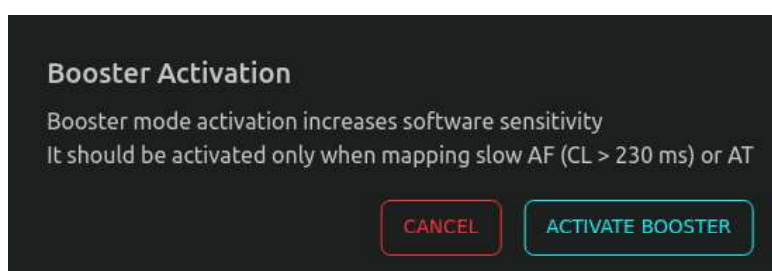 Booster Activation
Booster mode activation increases software sensitivity
It should be activated only when mapping slow AF (CL > 230 ms) or AT
CANCEL ACTIVATE BOOSTER